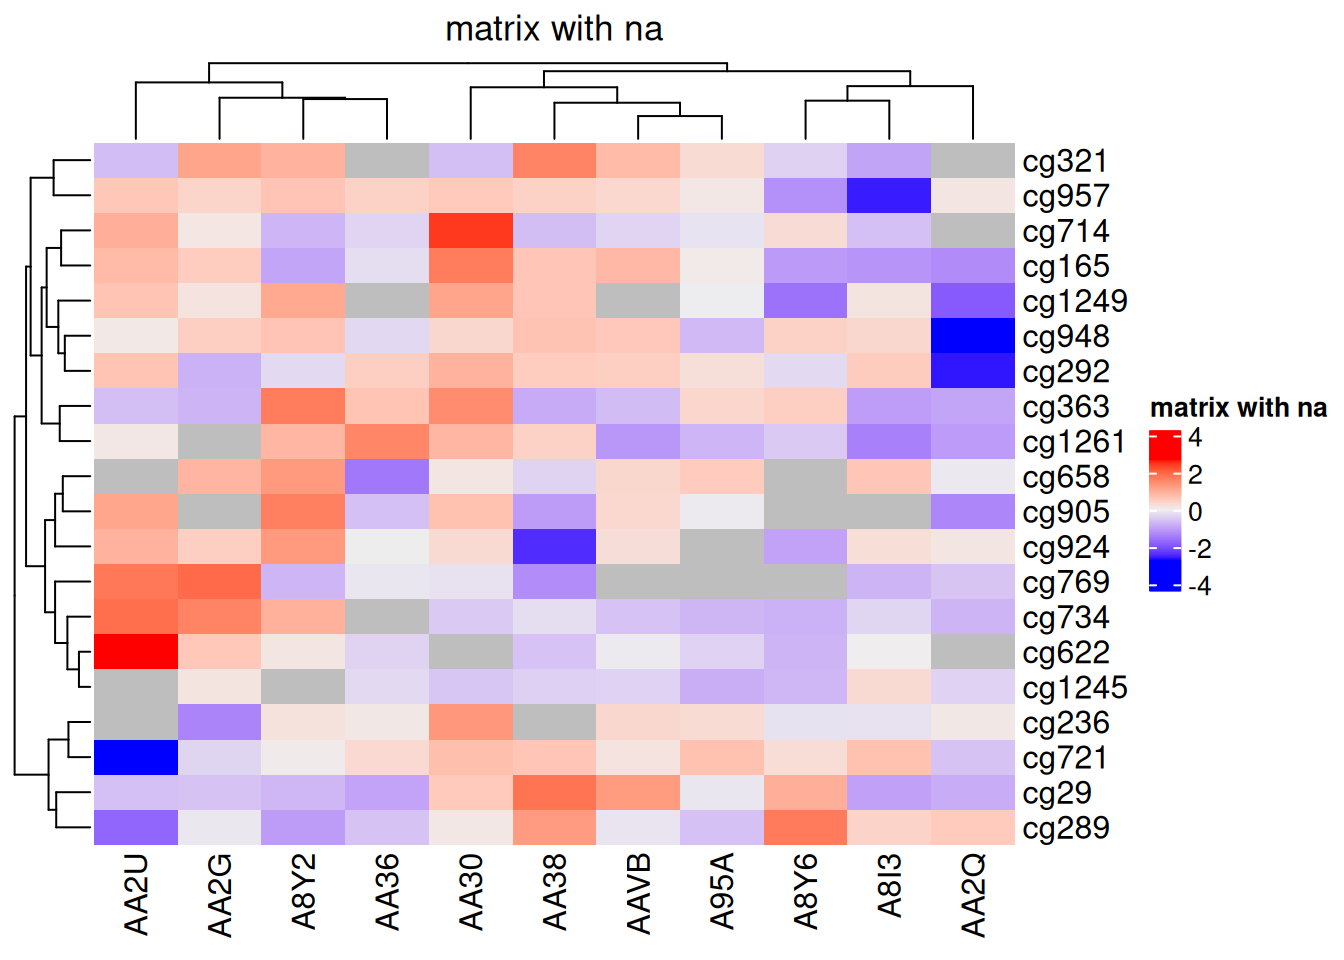 matrix with na
cg321
cg957
cg714
cg165
cg1249
cg948
cg292
cg363
cg1261
cg658
cg905
cg924
cg769
cg734
cg622
cg1245
cg236
cg721
cg29
cg289
AA2U
AA2G
A8Y2
AA36
AA30
AA38
AAVB
A95A
A8Y6
A8I3
AA2Q
matrix with na
4
2
0
-2
-4